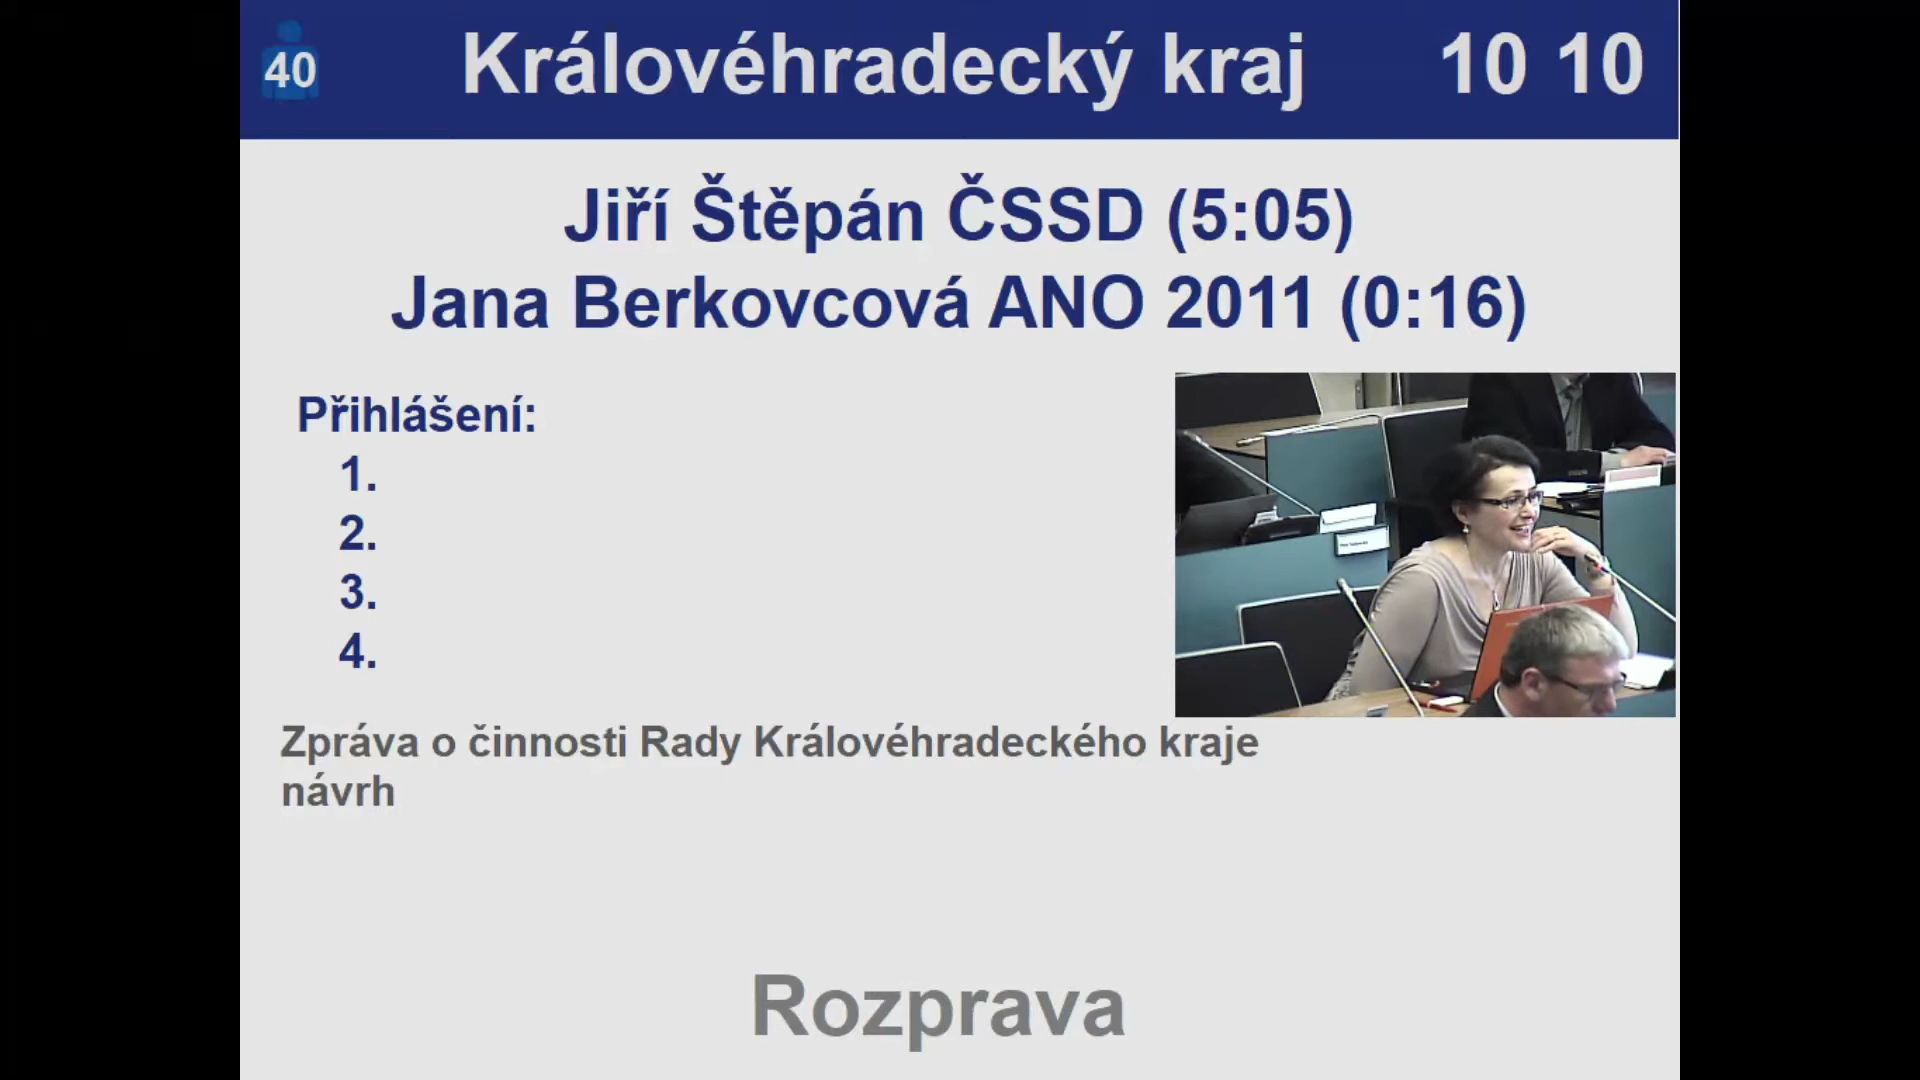 40
Královéhradecký kraj
10 10
Jiří Štěpán ČSSD (5:05)
Jana Berkovcová ANO 2011 (0:16)
Přihlášení:
1.
2.
3.
4.
Zpráva o činnosti Rady Královéhradeckého kraje
návrh
Rozprava